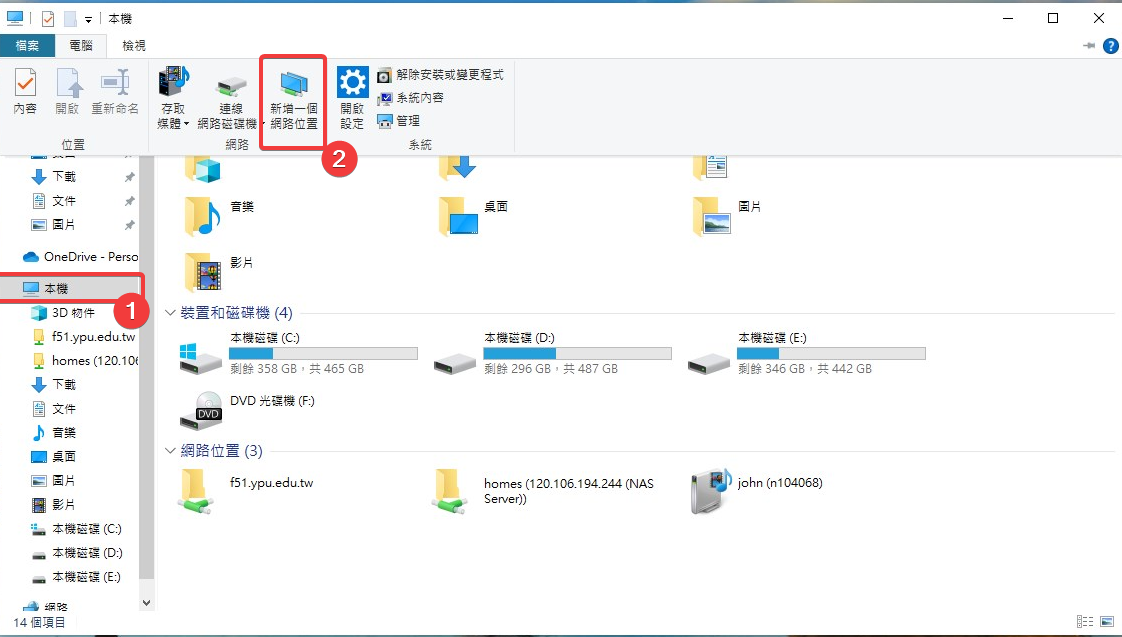 本機
檔案
電腦
檢視
內容
開啟
重新命名
位置
存取
媒體
連線
網路磁碟機
新增一個
網路位置
網路
開啟
設定
解除安裝或變更程式
系統內容
管理
系統
1
2
下載
文件
圖片
OneDrive - Perso
本機
3D 物件
f51.ypu.edu.tw
homes (120.106
下載
文件
音樂
桌面
圖片
影片
本機磁碟 (C:)
本機磁碟 (D:)
本機磁碟 (E:)
網路
音樂
桌面
圖片
影片
裝置和磁碟機 (4)
本機磁碟 (C:)
剩餘 358 GB，共 465 GB
本機磁碟 (D:)
剩餘 296 GB，共 487 GB
本機磁碟 (E:)
剩餘 346 GB，共 442 GB
DVD
DVD 光碟機 (F:)
網路位置 (3)
f51.ypu.edu.tw
homes (120.106.194.244 (NAS
Server))
john (n104068)
14 個項目